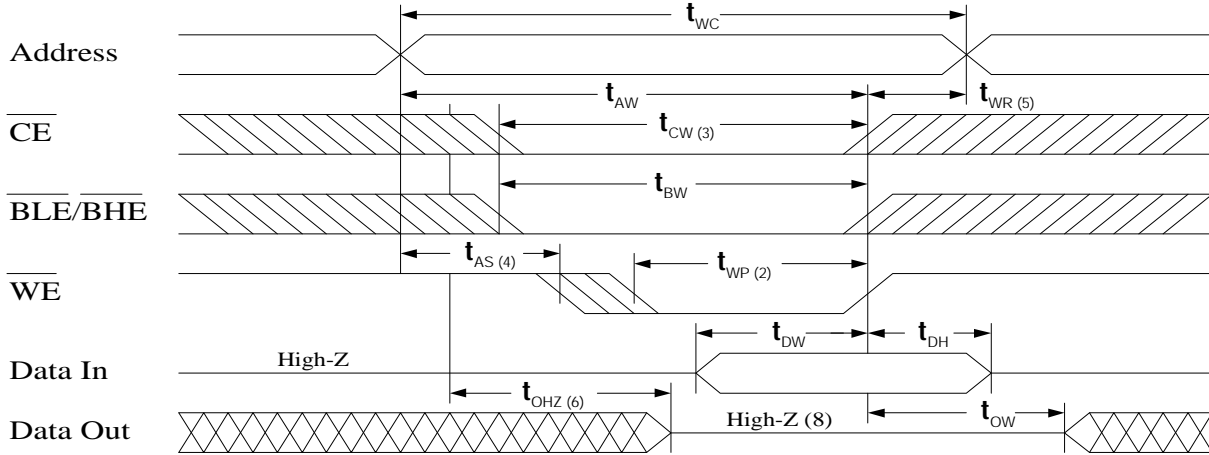 tWC
Address
tAW
tWR (5)
CE
tCW (3)
tBW
BLE/BHE
tAS (4)
tWP (2)
WE
tDW
tDH
High-Z
Data In
tOHZ (6)
High-Z (8)
tOW
Data Out